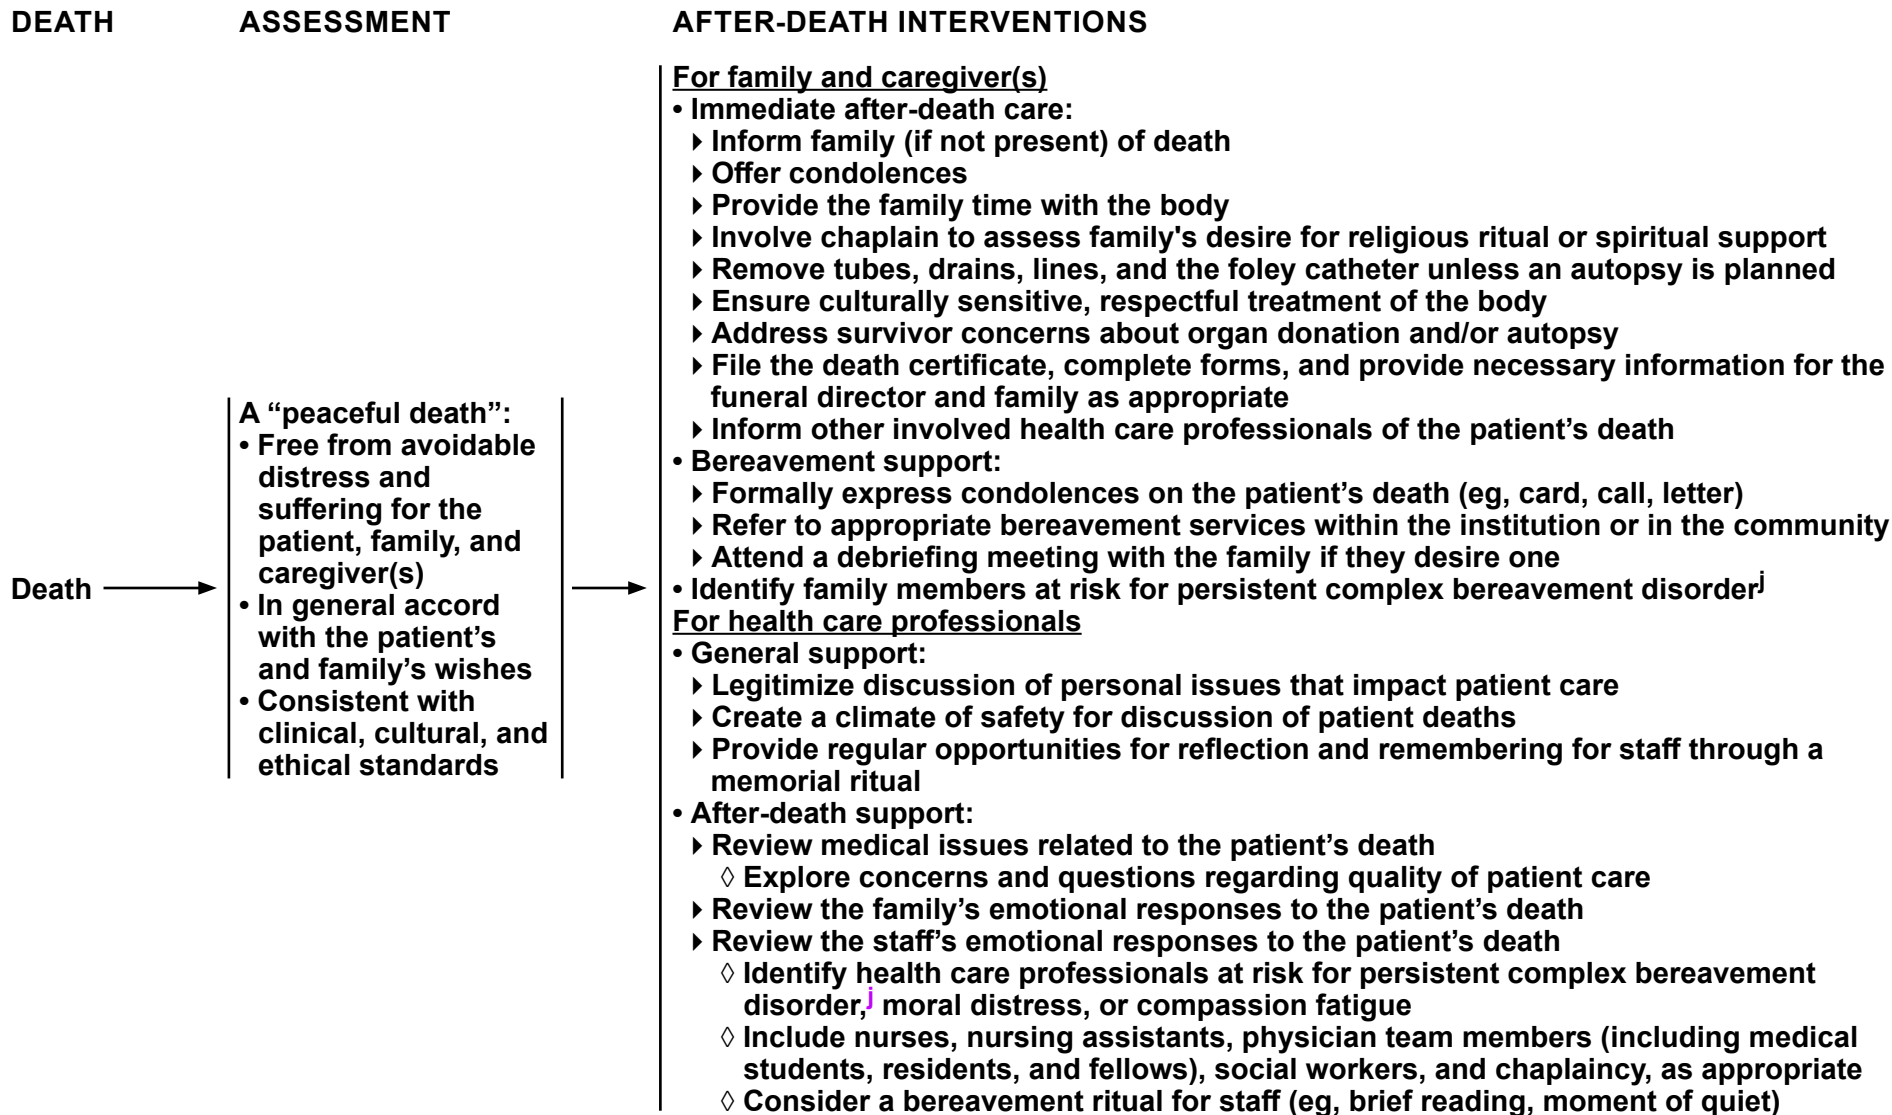 DEATH ASSESSMENT AFTER-DEATH INTERVENTIONS
Death
A “peaceful death”:
• Free from avoidable
distress and
suffering for the
patient, family, and
caregiver(s)
• In general accord
with the patient’s
and family’s wishes
• Consistent with
clinical, cultural, and
ethical standards
For family and caregiver(s)
• Immediate after-death care:
▸ Inform family (if not present) of death
▸ Offer condolences
▸ Provide the family time with the body
▸ Involve chaplain to assess family's desire for religious ritual or spiritual support
▸ Remove tubes, drains, lines, and the foley catheter unless an autopsy is planned
▸ Ensure culturally sensitive, respectful treatment of the body
▸ Address survivor concerns about organ donation and/or autopsy
▸ File the death certificate, complete forms, and provide necessary information for the
funeral director and family as appropriate
▸ Inform other involved health care professionals of the patient’s death
• Bereavement support:
▸ Formally express condolences on the patient’s death (eg, card, call, letter)
▸ Refer to appropriate bereavement services within the institution or in the community
▸ Attend a debriefing meeting with the family if they desire one
• Identify family members at risk for persistent complex bereavement disorderj
For health care professionals
• General support:
▸ Legitimize discussion of personal issues that impact patient care
▸ Create a climate of safety for discussion of patient deaths
▸ Provide regular opportunities for reflection and remembering for staff through a
memorial ritual
• After-death support:
▸ Review medical issues related to the patient’s death
◊ Explore concerns and questions regarding quality of patient care
▸ Review the family’s emotional responses to the patient’s death
▸ Review the staff’s emotional responses to the patient’s death
◊ Identify health care professionals at risk for persistent complex bereavement
disorder,j moral distress, or compassion fatigue
◊ Include nurses, nursing assistants, physician team members (including medical
students, residents, and fellows), social workers, and chaplaincy, as appropriate
◊ Consider a bereavement ritual for staff (eg, brief reading, moment of quiet)